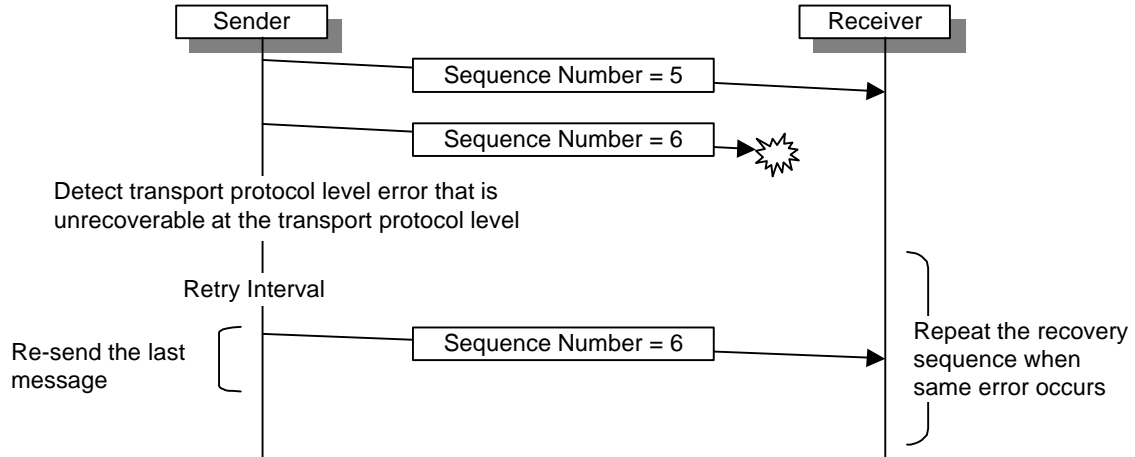 Sender
Receiver
Sequence Number = 5
Sequence Number = 6
Detect transport protocol level error that is
unrecoverable at the transport protocol level
Retry Interval
Re-send the last
message
Sequence Number = 6
Repeat the recovery
sequence when
same error occurs